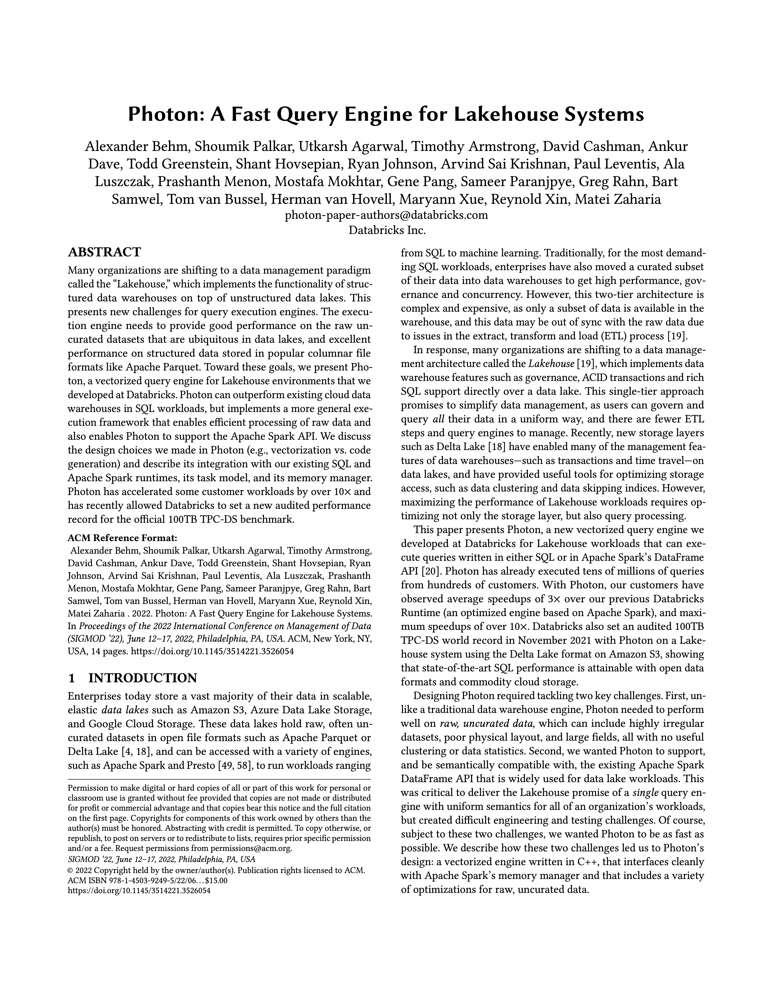 Photon: A Fast Query Engine for Lakehouse Systems
Alexander Behm, Shoumik Palkar, Utkarsh Agarwal, Timothy Armstrong, David Cashman, Ankur
Dave, Todd Greenstein, Shant Hovsepian, Ryan Johnson, Arvind Sai Krishnan, Paul Leventis, Ala
Luszczak, Prashanth Menon, Mostafa Mokhtar, Gene Pang, Sameer Paranjpye, Greg Rahn, Bart
Samwel, Tom van Bussel, Herman van Hovell, Maryann Xue, Reynold Xin, Matei Zaharia
photon-paper-authors@databricks.com
Databricks Inc.
ABSTRACT
Many organizations are shifting to a data management paradigm
called the “Lakehouse,” which implements the functionality of struc-
tured data warehouses on top of unstructured data lakes. This
presents new challenges for query execution engines. The execu-
tion engine needs to provide good performance on the raw un-
curated datasets that are ubiquitous in data lakes, and excellent
performance on structured data stored in popular columnar file
formats like Apache Parquet. Toward these goals, we present Pho-
ton, a vectorized query engine for Lakehouse environments that we
developed at Databricks. Photon can outperform existing cloud data
warehouses in SQL workloads, but implements a more general exe-
cution framework that enables efficient processing of raw data and
also enables Photon to support the Apache Spark API. We discuss
the design choices we made in Photon (e.g., vectorization vs. code
generation) and describe its integration with our existing SQL and
Apache Spark runtimes, its task model, and its memory manager.
Photon has accelerated some customer workloads by over 10× and
has recently allowed Databricks to set a new audited performance
record for the official 100TB TPC-DS benchmark.
ACM Reference Format:
Alexander Behm, Shoumik Palkar, Utkarsh Agarwal, Timothy Armstrong,
David Cashman, Ankur Dave, Todd Greenstein, Shant Hovsepian, Ryan
Johnson, Arvind Sai Krishnan, Paul Leventis, Ala Luszczak, Prashanth
Menon, Mostafa Mokhtar, Gene Pang, Sameer Paranjpye, Greg Rahn, Bart
Samwel, Tom van Bussel, Herman van Hovell, Maryann Xue, Reynold Xin,
Matei Zaharia . 2022. Photon: A Fast Query Engine for Lakehouse Systems.
In Proceedings of the 2022 International Conference on Management of Data
(SIGMOD ’22), June 12–17, 2022, Philadelphia, PA, USA. ACM, New York, NY,
USA, 14 pages. https://doi.org/10.1145/3514221.3526054
1 INTRODUCTION
Enterprises today store a vast majority of their data in scalable,
elastic data lakes such as Amazon S3, Azure Data Lake Storage,
and Google Cloud Storage. These data lakes hold raw, often un-
curated datasets in open file formats such as Apache Parquet or
Delta Lake [4, 18], and can be accessed with a variety of engines,
such as Apache Spark and Presto [49, 58], to run workloads ranging
Permission to make digital or hard copies of all or part of this work for personal or
classroom use is granted without fee provided that copies are not made or distributed
for profit or commercial advantage and that copies bear this notice and the full citation
on the first page. Copyrights for components of this work owned by others than the
author(s) must be honored. Abstracting with credit is permitted. To copy otherwise, or
republish, to post on servers or to redistribute to lists, requires prior specific permission
and/or a fee. Request permissions from permissions@acm.org.
SIGMOD ’22, June 12–17, 2022, Philadelphia, PA, USA
© 2022 Copyright held by the owner/author(s). Publication rights licensed to ACM.
ACM ISBN 978-1-4503-9249-5/22/06…$15.00
https://doi.org/10.1145/3514221.3526054
from SQL to machine learning. Traditionally, for the most demand-
ing SQL workloads, enterprises have also moved a curated subset
of their data into data warehouses to get high performance, gov-
ernance and concurrency. However, this two-tier architecture is
complex and expensive, as only a subset of data is available in the
warehouse, and this data may be out of sync with the raw data due
to issues in the extract, transform and load (ETL) process [19].
In response, many organizations are shifting to a data manage-
ment architecture called the Lakehouse [19], which implements data
warehouse features such as governance, ACID transactions and rich
SQL support directly over a data lake. This single-tier approach
promises to simplify data management, as users can govern and
query all their data in a uniform way, and there are fewer ETL
steps and query engines to manage. Recently, new storage layers
such as Delta Lake [18] have enabled many of the management fea-
tures of data warehouses—such as transactions and time travel—on
data lakes, and have provided useful tools for optimizing storage
access, such as data clustering and data skipping indices. However,
maximizing the performance of Lakehouse workloads requires op-
timizing not only the storage layer, but also query processing.
This paper presents Photon, a new vectorized query engine we
developed at Databricks for Lakehouse workloads that can exe-
cute queries written in either SQL or in Apache Spark’s DataFrame
API [20]. Photon has already executed tens of millions of queries
from hundreds of customers. With Photon, our customers have
observed average speedups of 3× over our previous Databricks
Runtime (an optimized engine based on Apache Spark), and maxi-
mum speedups of over 10×. Databricks also set an audited 100TB
TPC-DS world record in November 2021 with Photon on a Lake-
house system using the Delta Lake format on Amazon S3, showing
that state-of-the-art SQL performance is attainable with open data
formats and commodity cloud storage.
Designing Photon required tackling two key challenges. First, un-
like a traditional data warehouse engine, Photon needed to perform
well on raw, uncurated data, which can include highly irregular
datasets, poor physical layout, and large fields, all with no useful
clustering or data statistics. Second, we wanted Photon to support,
and be semantically compatible with, the existing Apache Spark
DataFrame API that is widely used for data lake workloads. This
was critical to deliver the Lakehouse promise of a single query en-
gine with uniform semantics for all of an organization’s workloads,
but created difficult engineering and testing challenges. Of course,
subject to these two challenges, we wanted Photon to be as fast as
possible. We describe how these two challenges led us to Photon’s
design: a vectorized engine written in C++, that interfaces cleanly
with Apache Spark’s memory manager and that includes a variety
of optimizations for raw, uncurated data.